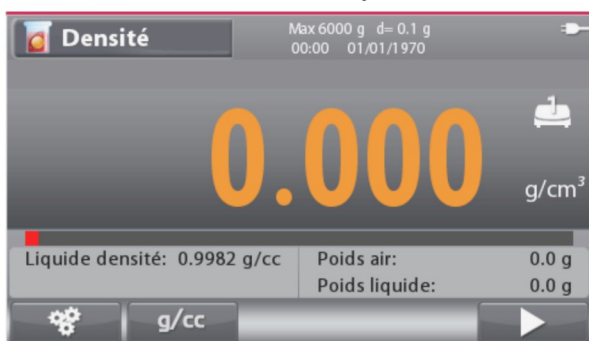 Densité
Max 6000 g d= 0.1 g
00:00 01/01/1970
0.000
g/cm³
Liquide densité: 0.9982 g/cc
Poids air: 0.0 g
Poids liquide: 0.0 g
g/cc